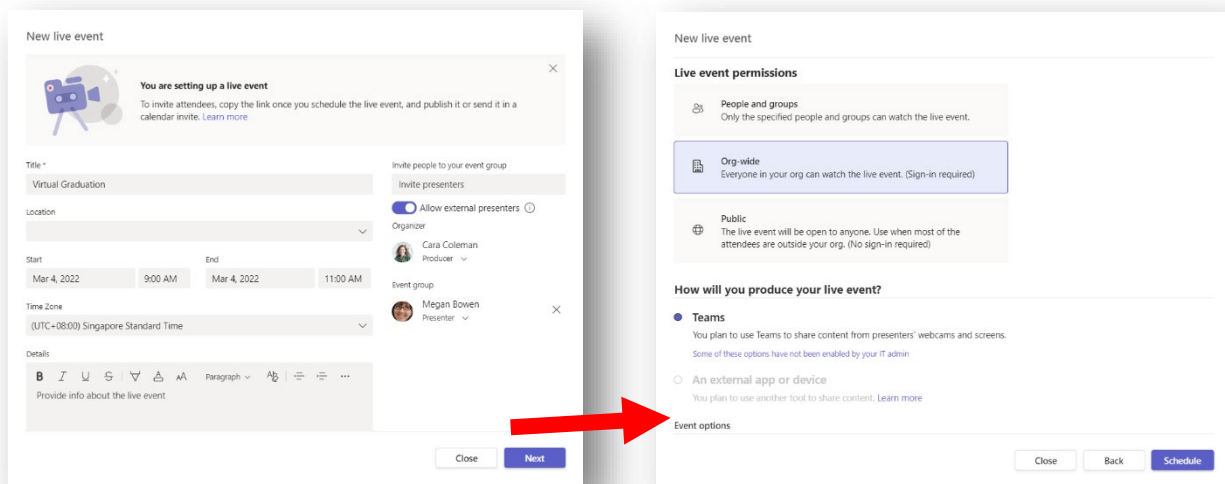 New live event
You are setting up a live event
To invite attendees, copy the link once you schedule the live event, and publish it or send it in a
calendar invite. Learn more
Title *
Virtual Graduation
Location
Start
End
Mar 4, 2022
9:00 AM
Mar 4, 2022
11:00 AM
Time Zone
(UTC+08:00) Singapore Standard Time
Details
B I U S A AA Paragraph
Provide info about the live event
Invite people to your event group
Invite presenters
Allow external presenters
Organizer
Cara Coleman
Producer
Event group
Megan Bowen
Presenter
Close
Next
New live event
Live event permissions
People and groups
Only the specified people and groups can watch the live event.
Org-wide
Everyone in your org can watch the live event. (Sign-in required)
Public
The live event will be open to anyone. Use when most of the
attendees are outside your org. (No sign-in required)
How will you produce your live event?
Teams
You plan to use Teams to share content from presenters' webcams and screens.
Some of these options have not been enabled by your IT admin
An external app or device
You plan to use another tool to share content. Learn more
Event options
Close
Back
Schedule